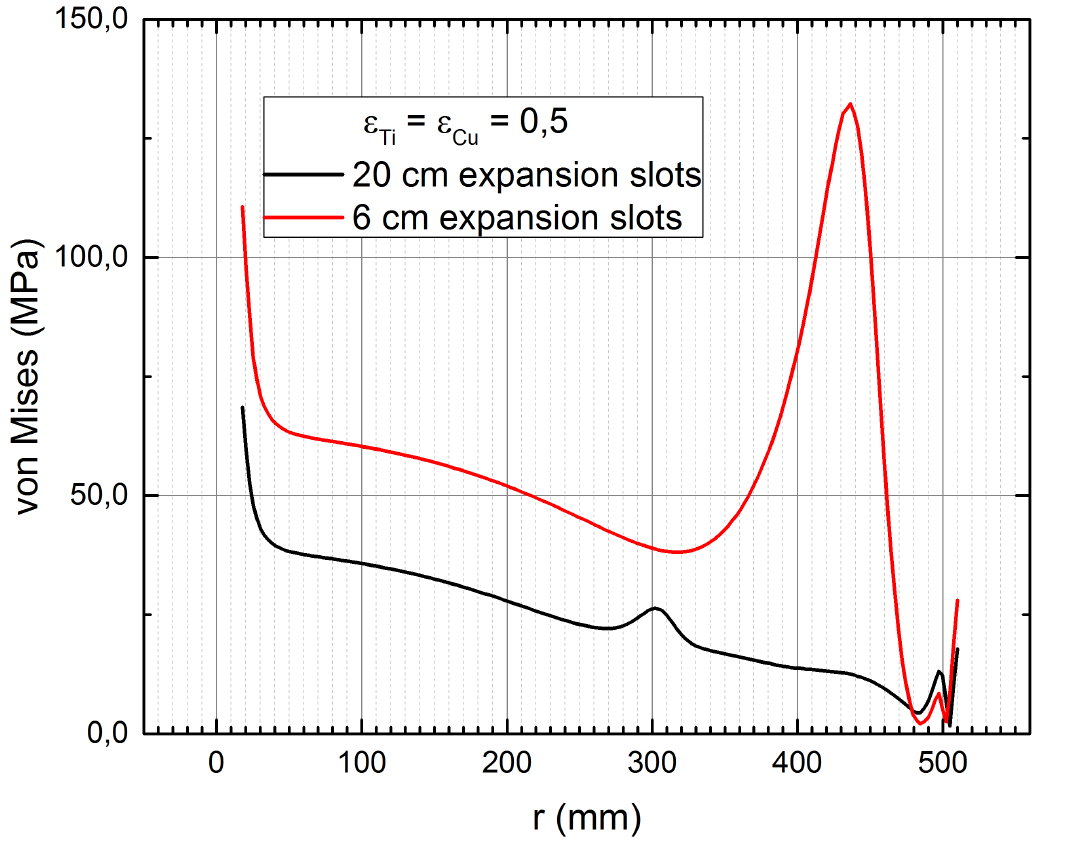 150,0
100,0
50,0
0,0
von Mises (MPa)
εTi = εCu = 0,5
20 cm expansion slots
6 cm expansion slots
0 100 200 300 400 500
r (mm)